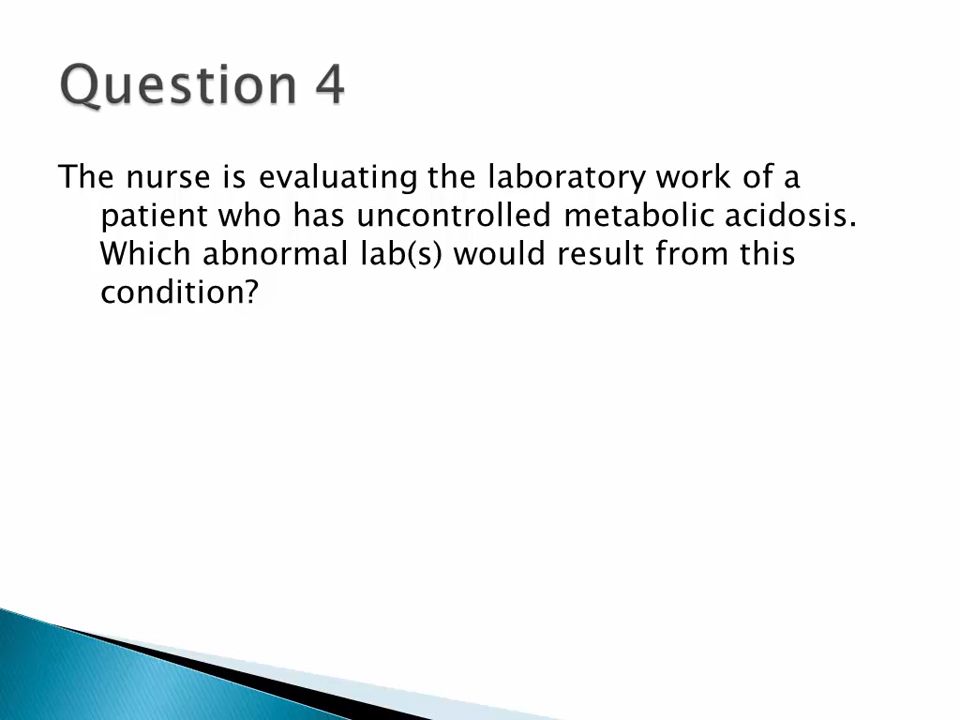 Question 4
The nurse is evaluating the laboratory work of a
patient who has uncontrolled metabolic acidosis.
Which abnormal lab(s) would result from this
condition?